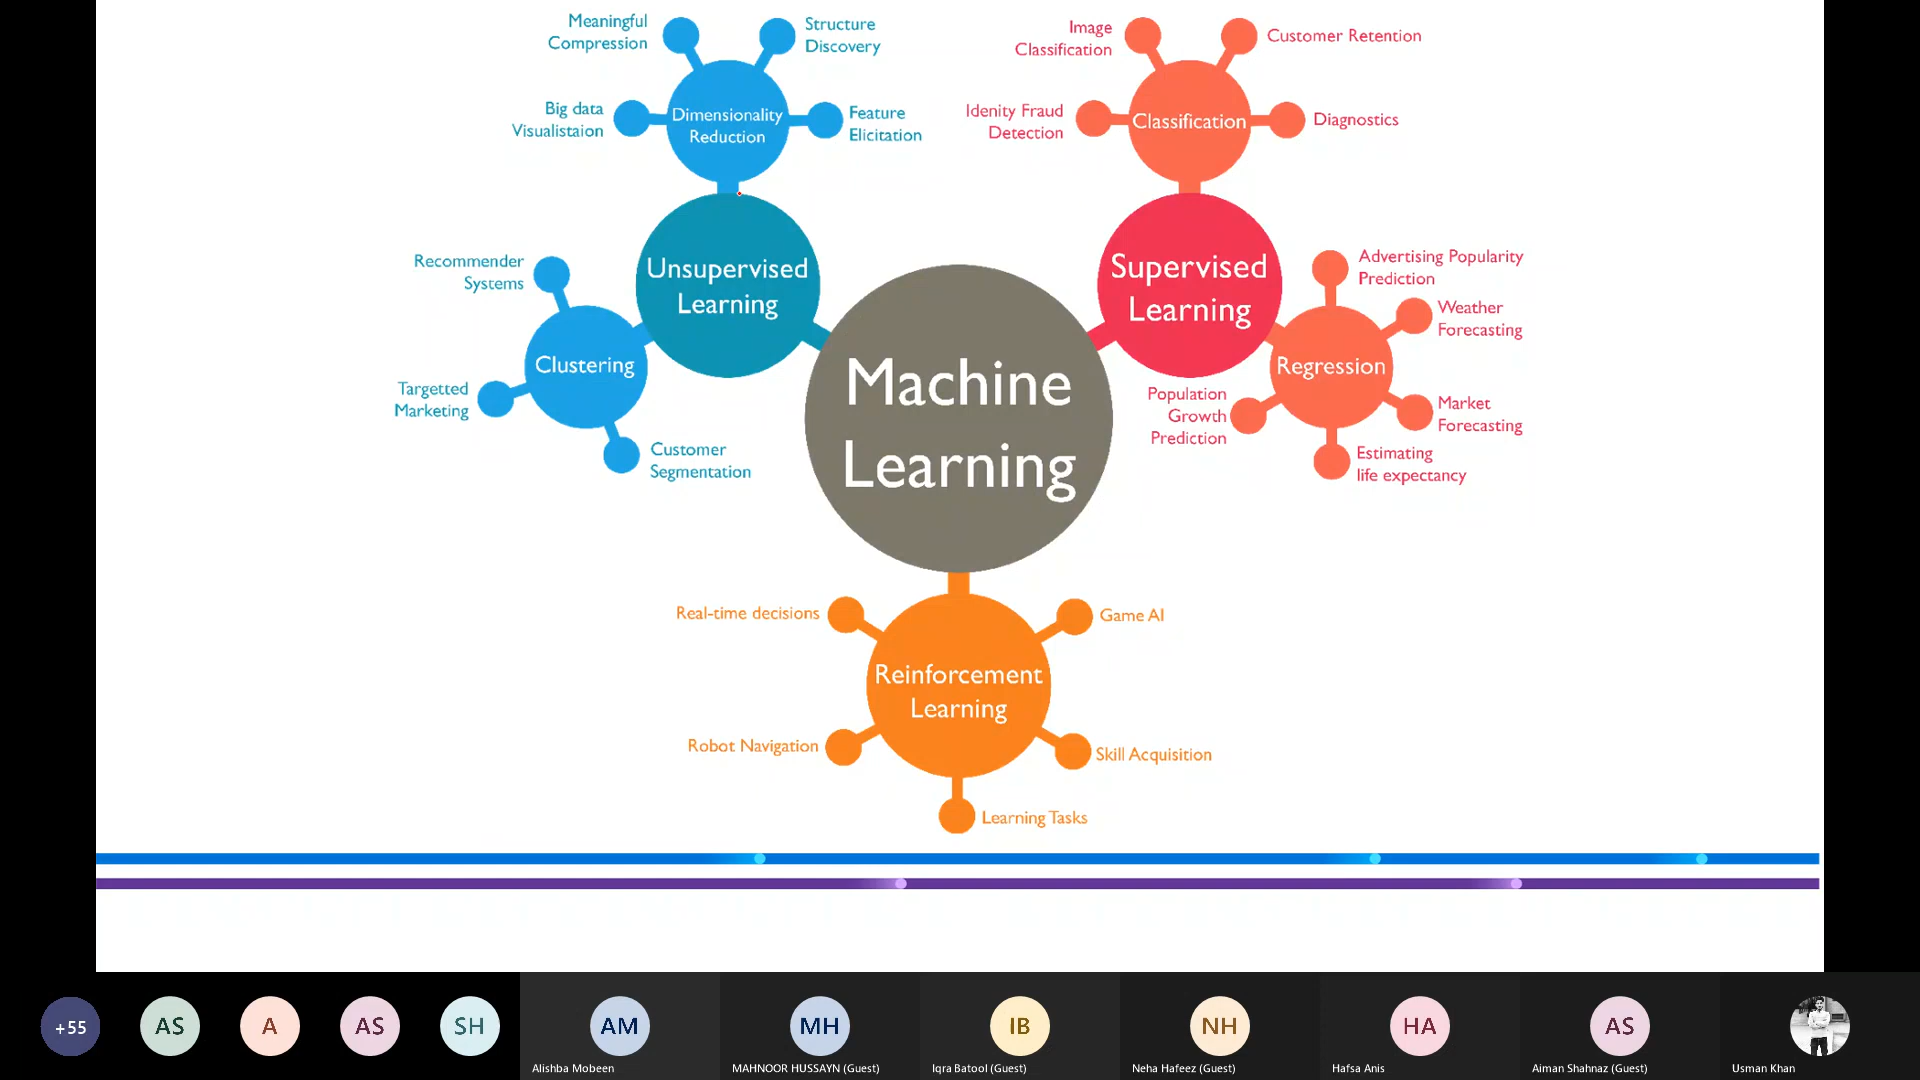 Meaningful
Compression
Structure
Discovery
Big data
Visualistaion
Dimensionality
Reduction
Feature
Elicitation
Image
Classification
Customer Retention
Idenity Fraud
Detection
Classification
Diagnostics
Recommender
Systems
Unsupervised
Learning
Clustering
Targetted
Marketing
Customer
Segmentation
Machine
Learning
Supervised
Learning
Advertising Popularity
Prediction
Weather
Forecasting
Regression
Population
Growth
Prediction
Market
Forecasting
Estimating
life expectancy
Real-time decisions
Game AI
Reinforcement
Learning
Robot Navigation
Skill Acquisition
Learning Tasks
+55
AS
A
AS
SH
AM
MH
IB
NH
HA
AS
Alishba Mobeen
MAHNOOR HUSSAYN (Guest)
Iqra Batool (Guest)
Neha Hafeez (Guest)
Hafsa Anis
Aiman Shahnaz (Guest)
Usman Khan